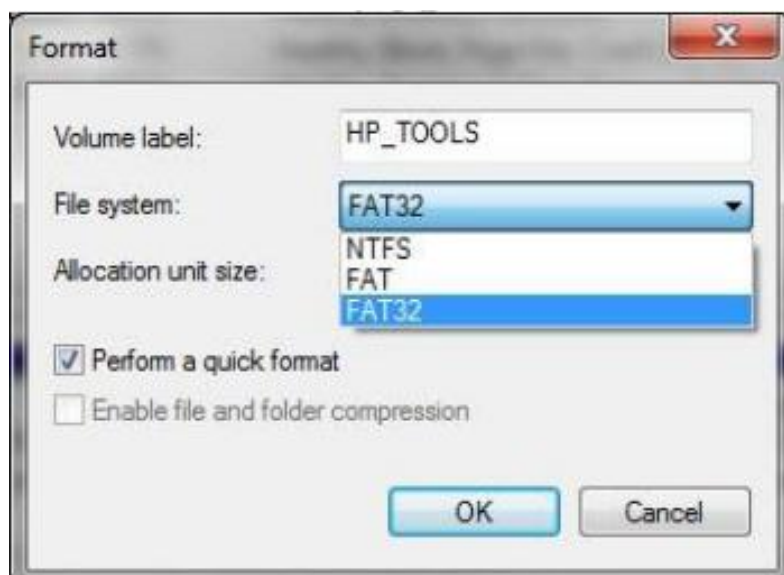 Format
Volume label: HP_TOOLS
File system: FAT32
NTFS
Allocation unit size: FAT
FAT32
Perform a quick format
Enable file and folder compression
OK Cancel